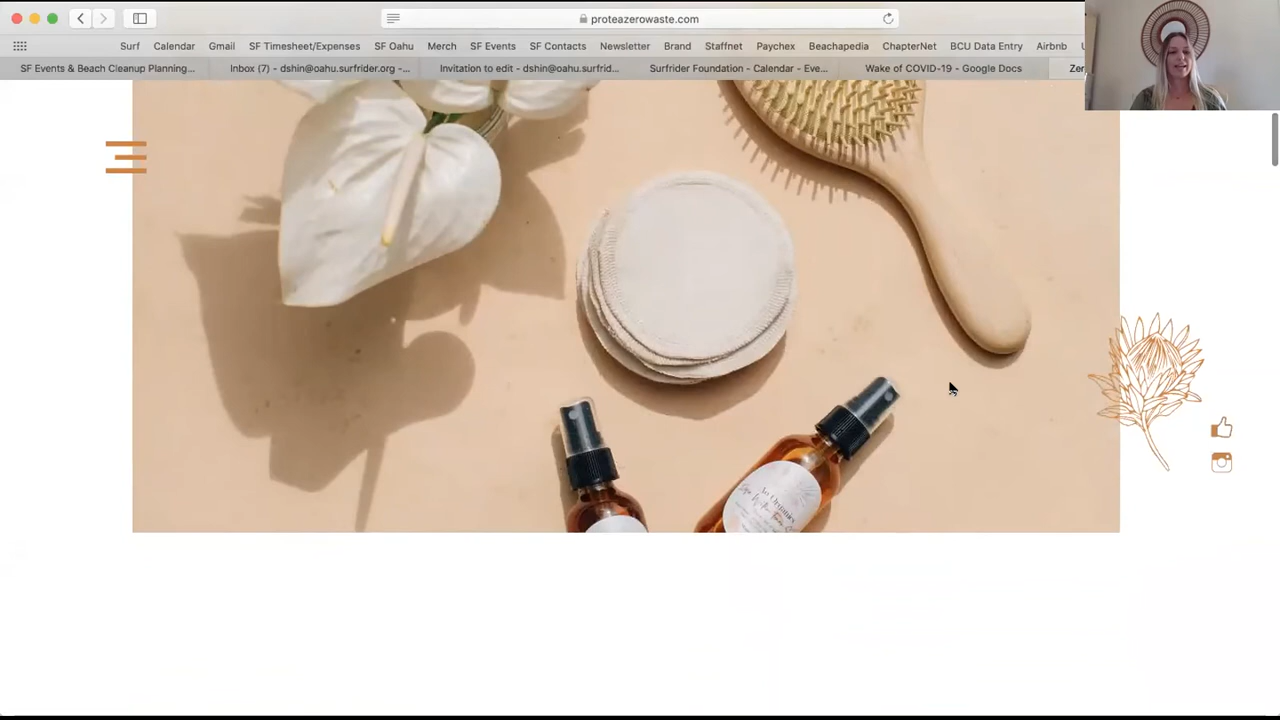 proteazerowaste.com
Surf Calendar Gmail SF Timesheet/Expenses SF Oahu Merch SF Events SF Contacts Newsletter Brand Staffnet Paychex Beachapedia ChapterNet BCU Data Entry Airbnb
SF Events & Beach Cleanup Planning... Inbox (7) - dshin@oahu.surfrider.org -... Invitation to edit - dshin@oahu.surfrid... Surfrider Foundation - Calendar - Eve... Wake of COVID-19 - Google Docs Zer